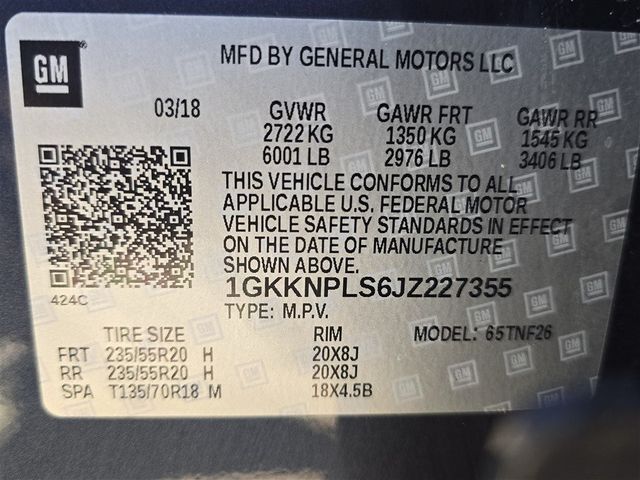 GM
MFD BY GENERAL MOTORS LLC
03/18 GVWR GAWR FRT GAWR RR
2722 KG 1350 KG 1545 KG
6001 LB 2976 LB 3406 LB
THIS VEHICLE CONFORMS TO ALL
APPLICABLE U.S. FEDERAL MOTOR
VEHICLE SAFETY STANDARDS IN EFFECT
ON THE DATE OF MANUFACTURE
SHOWN ABOVE.
424C
1GKKNPLS6JZ227355
TYPE: M.P.V.
TIRE SIZE RIM MODEL: 65TNF26
FRT 235/55R20 H 20X8J
RR 235/55R20 H 20X8J
SPA T135/70R18 M 18X4.5B